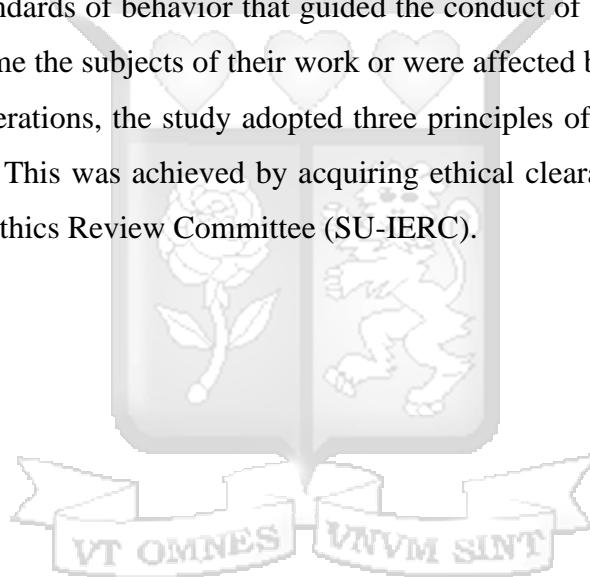 ndards of behavior that guided the conduct of
me the subjects of their work or were affected b
erations, the study adopted three principles of
This was achieved by acquiring ethical cleara
thics Review Committee (SU-IERC).
VT OMNES VNVM SINT